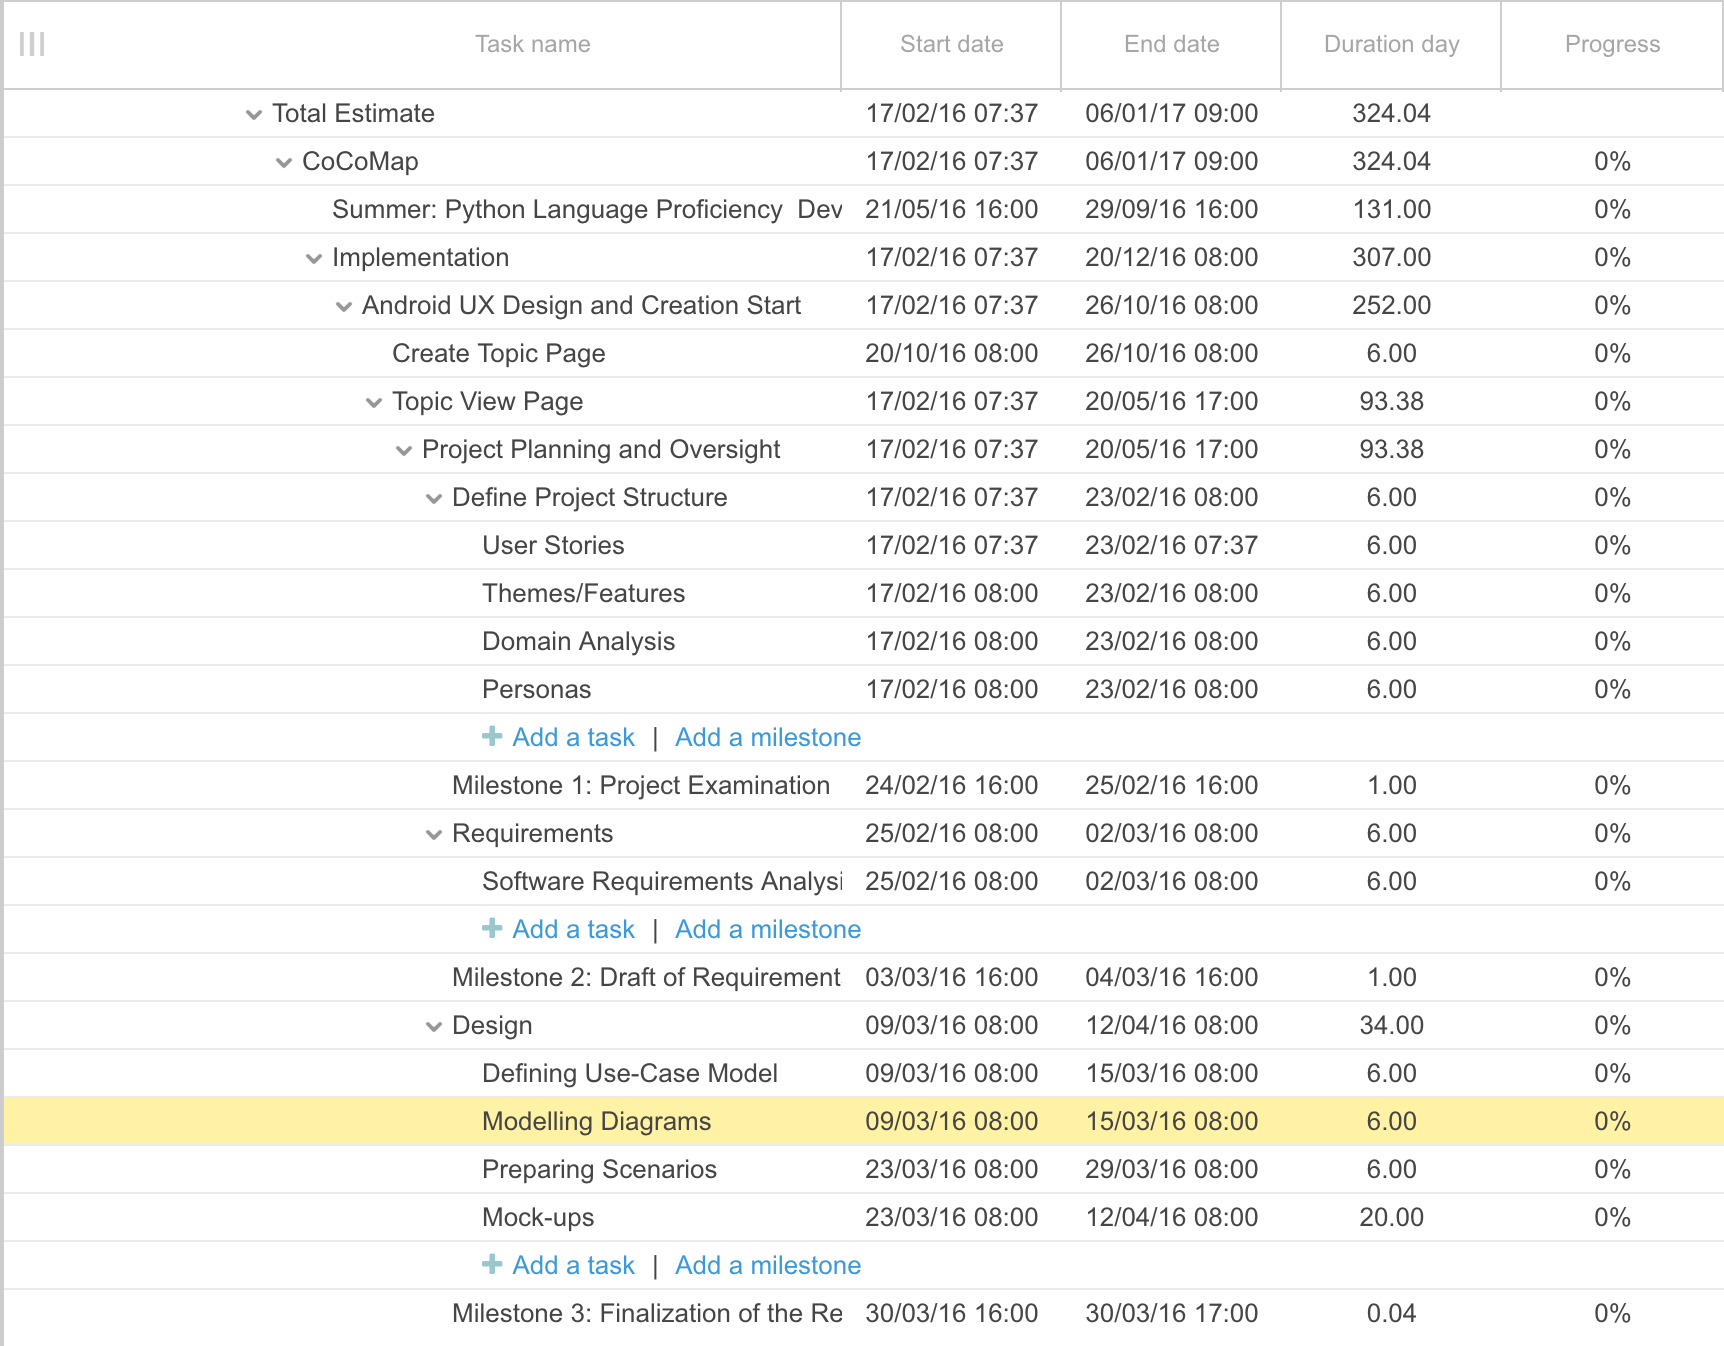 Task name Start date End date Duration day Progress
Total Estimate 17/02/16 07:37 06/01/17 09:00 324.04
CoCoMap 17/02/16 07:37 06/01/17 09:00 324.04 0%
Summer: Python Language Proficiency  Dev 21/05/16 16:00 29/09/16 16:00 131.00 0%
Implementation 17/02/16 07:37 20/12/16 08:00 307.00 0%
Android UX Design and Creation Start 17/02/16 07:37 26/10/16 08:00 252.00 0%
Create Topic Page 20/10/16 08:00 26/10/16 08:00 6.00 0%
Topic View Page 17/02/16 07:37 20/05/16 17:00 93.38 0%
Project Planning and Oversight 17/02/16 07:37 20/05/16 17:00 93.38 0%
Define Project Structure 17/02/16 07:37 23/02/16 08:00 6.00 0%
User Stories 17/02/16 07:37 23/02/16 07:37 6.00 0%
Themes/Features 17/02/16 08:00 23/02/16 08:00 6.00 0%
Domain Analysis 17/02/16 08:00 23/02/16 08:00 6.00 0%
Personas 17/02/16 08:00 23/02/16 08:00 6.00 0%
Add a task | Add a milestone
Milestone 1: Project Examination 24/02/16 16:00 25/02/16 16:00 1.00 0%
Requirements 25/02/16 08:00 02/03/16 08:00 6.00 0%
Software Requirements Analysi 25/02/16 08:00 02/03/16 08:00 6.00 0%
Add a task | Add a milestone
Milestone 2: Draft of Requirement 03/03/16 16:00 04/03/16 16:00 1.00 0%
Design 09/03/16 08:00 12/04/16 08:00 34.00 0%
Defining Use-Case Model 09/03/16 08:00 15/03/16 08:00 6.00 0%
Modelling Diagrams 09/03/16 08:00 15/03/16 08:00 6.00 0%
Preparing Scenarios 23/03/16 08:00 29/03/16 08:00 6.00 0%
Mock-ups 23/03/16 08:00 12/04/16 08:00 20.00 0%
Add a task | Add a milestone
Milestone 3: Finalization of the Re 30/03/16 16:00 30/03/16 17:00 0.04 0%